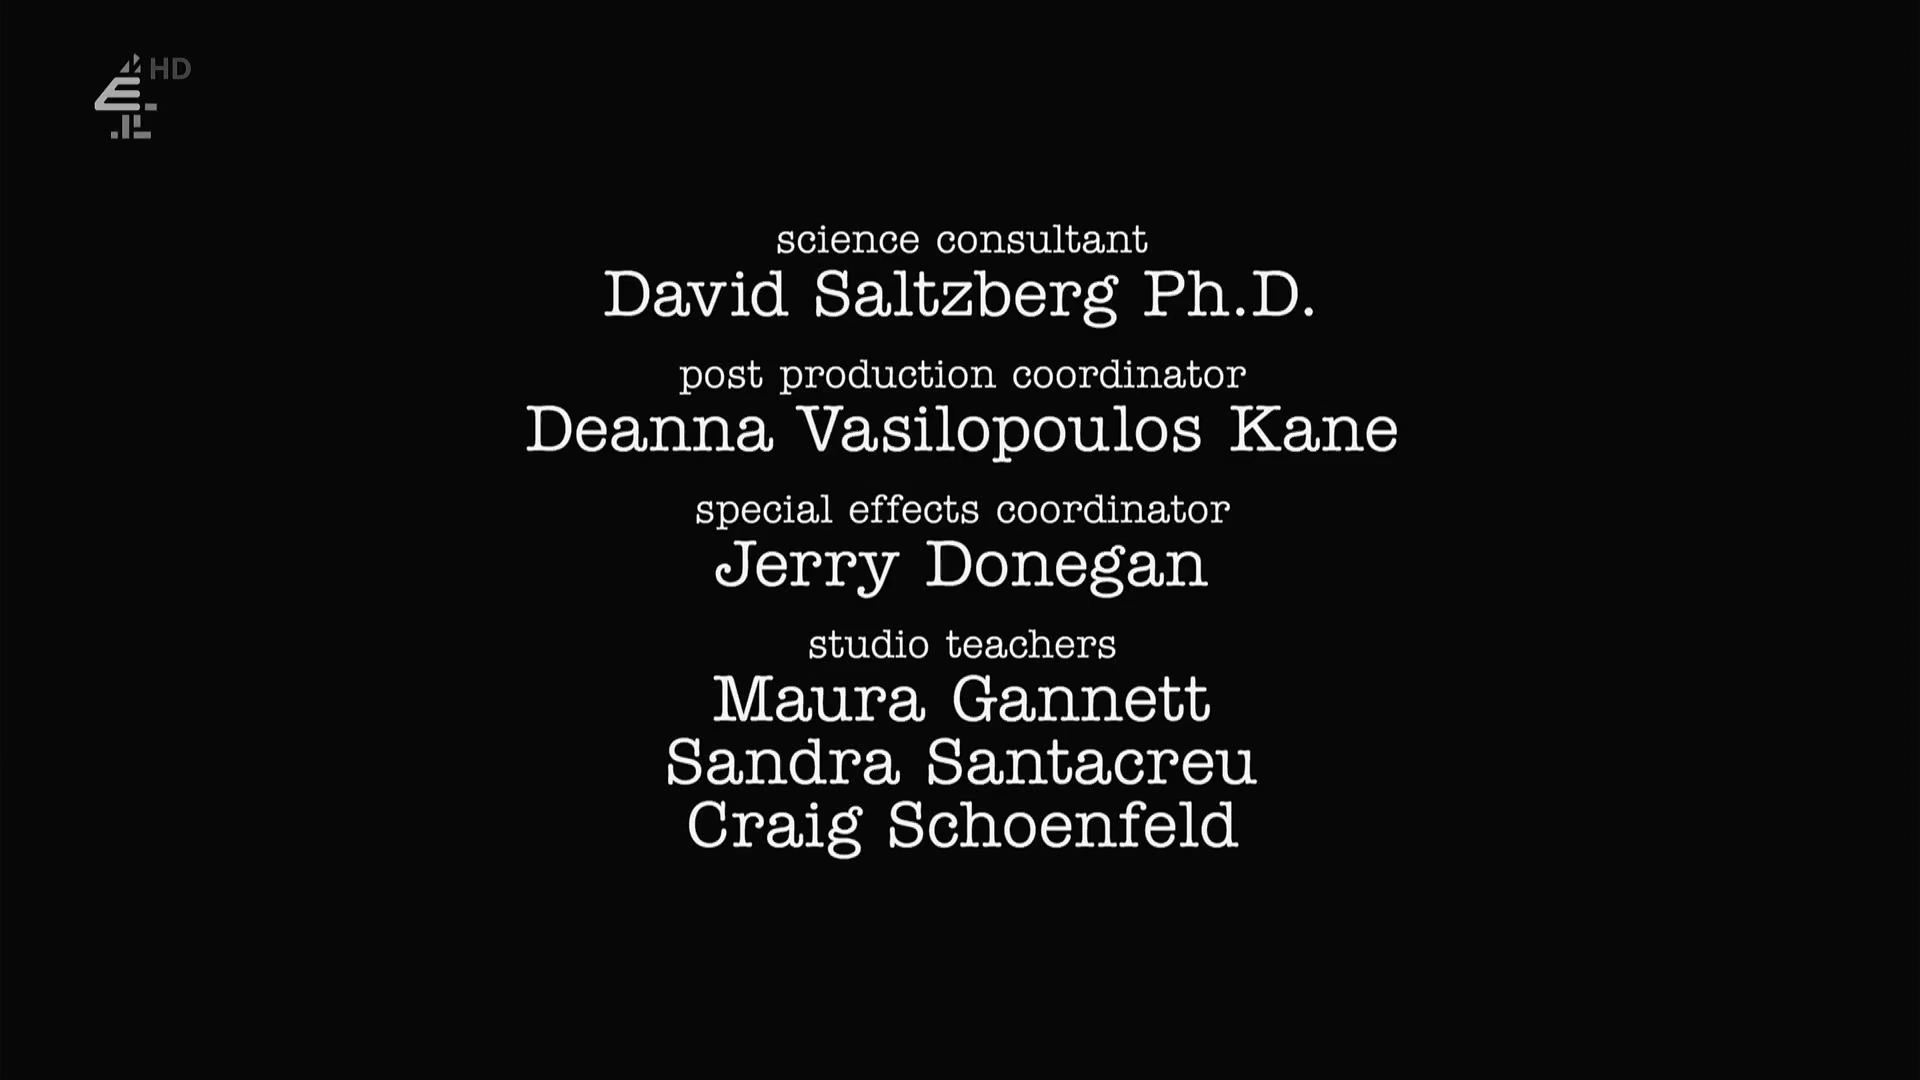 HD
science consultant
David Saltzberg Ph.D.
post production coordinator
Deanna Vasilopoulos Kane
special effects coordinator
Jerry Donegan
studio teachers
Maura Gannett
Sandra Santacreu
Craig Schoenfeld